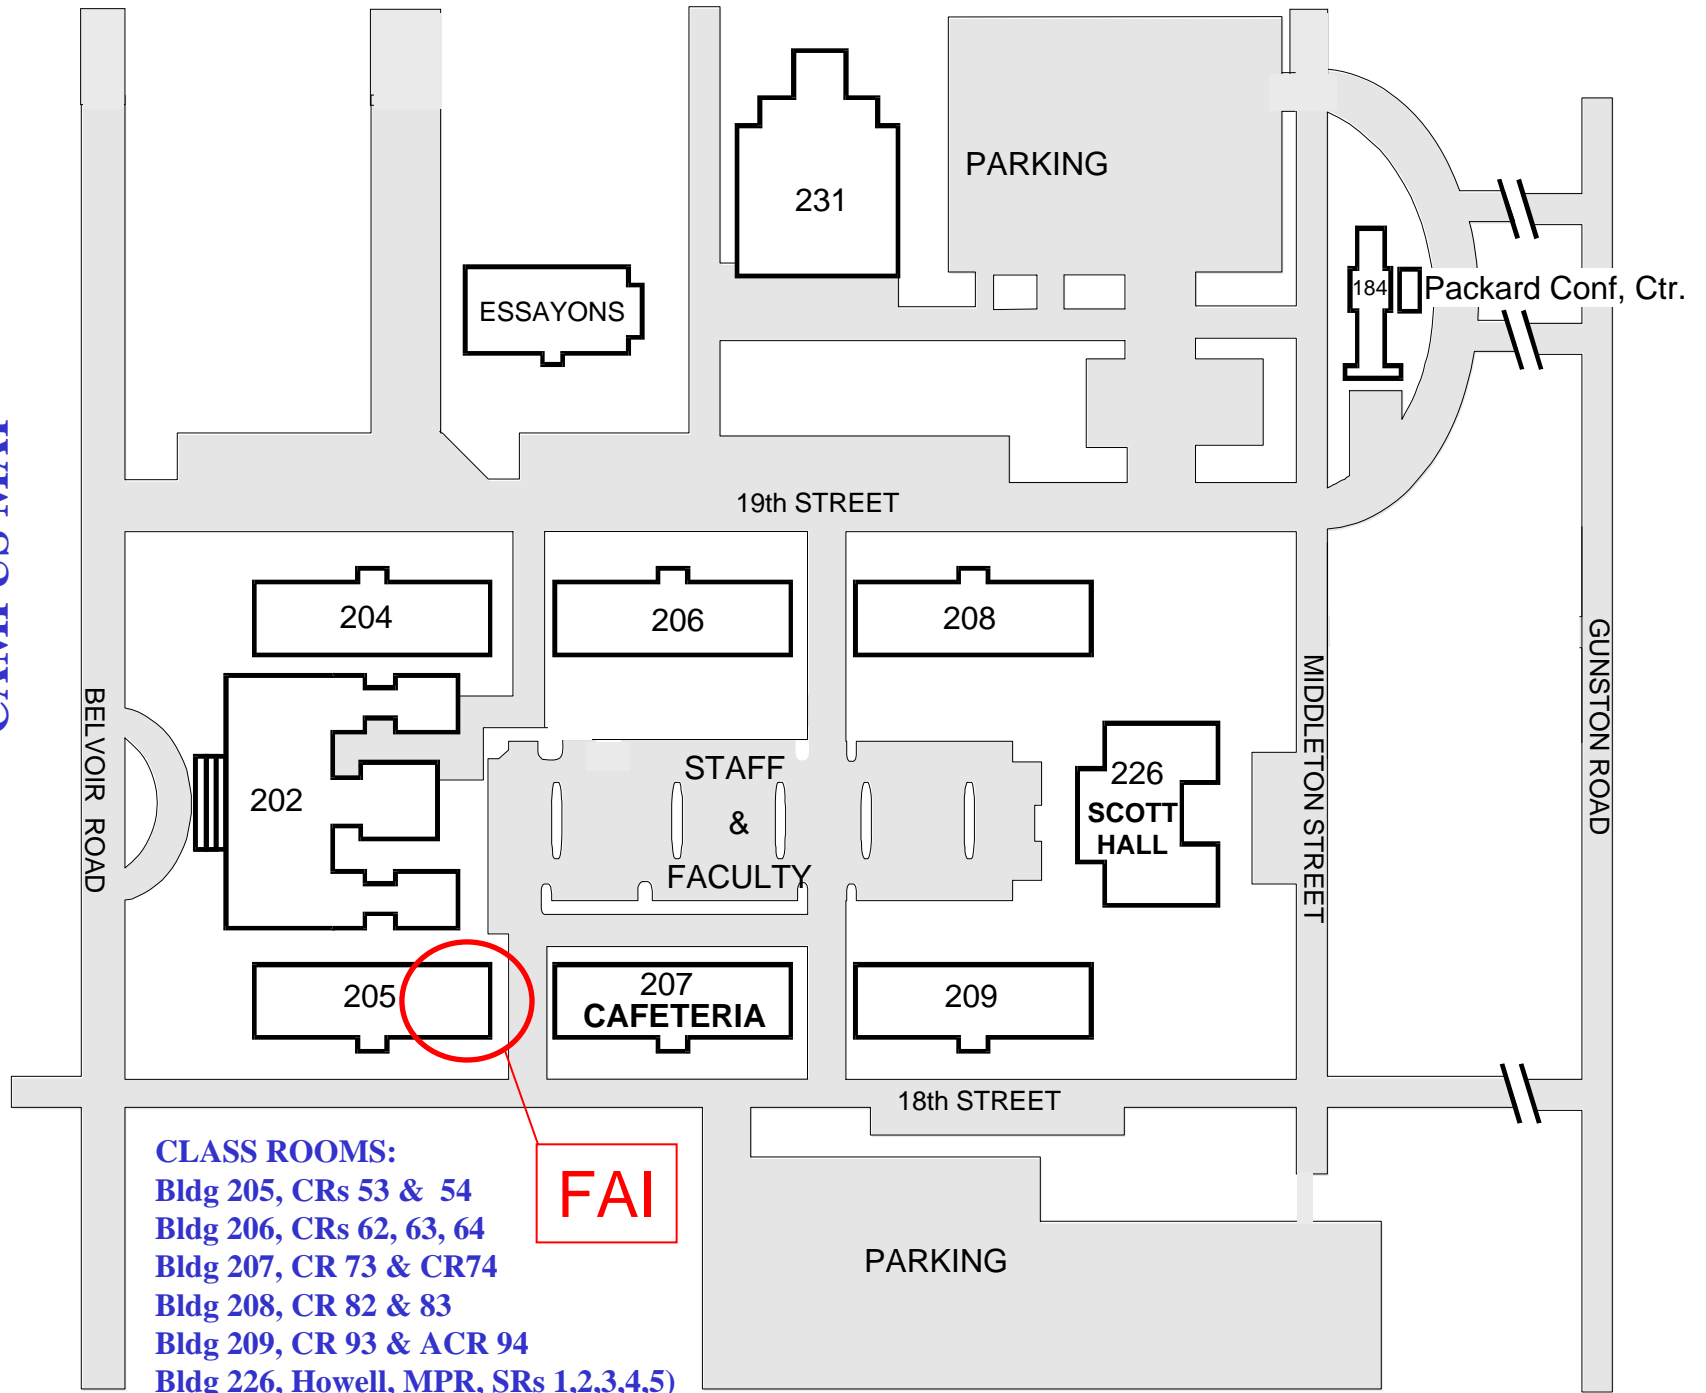 CAMPUS MAP
PARKING
231
ESSAYONS
184
Packard Conf, Ctr.
19th STREET
204
206
208
BELVOIR ROAD
202
STAFF
&
FACULTY
226
SCOTT
HALL
MIDDLETON STREET
GUNSTON ROAD
205
207
CAFETERIA
209
18th STREET
FAI
PARKING
CLASS ROOMS:
Bldg 205, CRs 53 & 54
Bldg 206, CRs 62, 63, 64
Bldg 207, CR 73 & CR74
Bldg 208, CR 82 & 83
Bldg 209, CR 93 & ACR 94
Bldg 226, Howell, MPR, SRs 1,2,3,4,5)